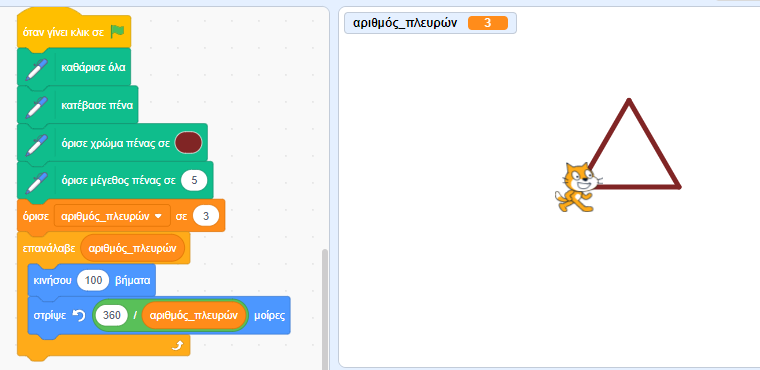 όταν γίνει κλικ σε
καθάρισε όλα
κατέβασε πένα
όρισε χρώμα πένας σε
όρισε μέγεθος πένας σε 5
όρισε αριθμός_πλευρών σε 3
επανάλαβε αριθμός_πλευρών
κινήσου 100 βήματα
στρίψε 360 / αριθμός_πλευρών μοίρες
αριθμός_πλευρών 3